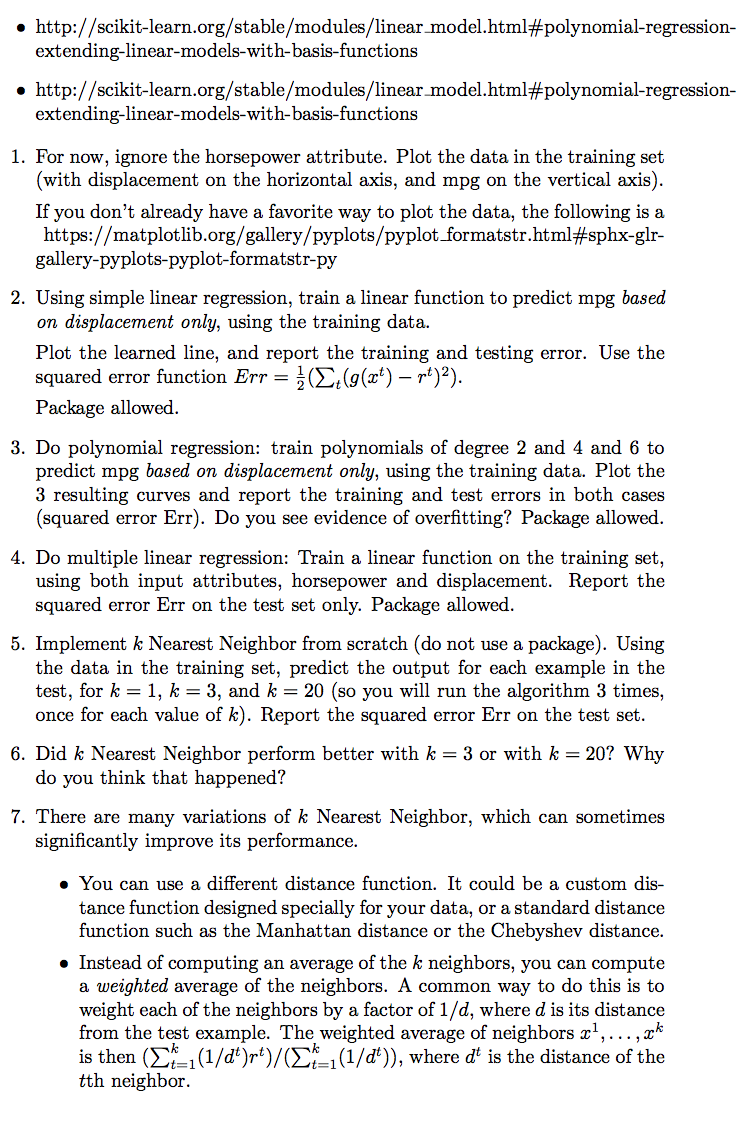 • http://scikit-learn.org/stable/modules/linear_model.html#polynomial-regression-
extending-linear-models-with-basis-functions
• http://scikit-learn.org/stable/modules/linear_model.html#polynomial-regression-
extending-linear-models-with-basis-functions
1. For now, ignore the horsepower attribute. Plot the data in the training set
(with displacement on the horizontal axis, and mpg on the vertical axis).
If you don't already have a favorite way to plot the data, the following is a
https://matplotlib.org/gallery/pyplots/pyplot_formatstr.html#sphx-glr-
gallery-pyplots-pyplot-formatstr-py
2. Using simple linear regression, train a linear function to predict mpg based
on displacement only, using the training data.
Plot the learned line, and report the training and testing error. Use the
squared error function Err = ½(∑ₜ(g(xᵗ) − rᵗ)²).
Package allowed.
3. Do polynomial regression: train polynomials of degree 2 and 4 and 6 to
predict mpg based on displacement only, using the training data. Plot the
3 resulting curves and report the training and test errors in both cases
(squared error Err). Do you see evidence of overfitting? Package allowed.
4. Do multiple linear regression: Train a linear function on the training set,
using both input attributes, horsepower and displacement. Report the
squared error Err on the test set only. Package allowed.
5. Implement k Nearest Neighbor from scratch (do not use a package). Using
the data in the training set, predict the output for each example in the
test, for k = 1, k = 3, and k = 20 (so you will run the algorithm 3 times,
once for each value of k). Report the squared error Err on the test set.
6. Did k Nearest Neighbor perform better with k = 3 or with k = 20? Why
do you think that happened?
7. There are many variations of k Nearest Neighbor, which can sometimes
significantly improve its performance.
• You can use a different distance function. It could be a custom dis-
tance function designed specially for your data, or a standard distance
function such as the Manhattan distance or the Chebyshev distance.
• Instead of computing an average of the k neighbors, you can compute
a weighted average of the neighbors. A common way to do this is to
weight each of the neighbors by a factor of 1/d, where d is its distance
from the test example. The weighted average of neighbors x¹, . . . , xᵏ
is then (∑ᵏₜ₌₁(1/dᵗ)rᵗ)/(∑ᵏₜ₌₁(1/dᵗ)), where dᵗ is the distance of the
tth neighbor.